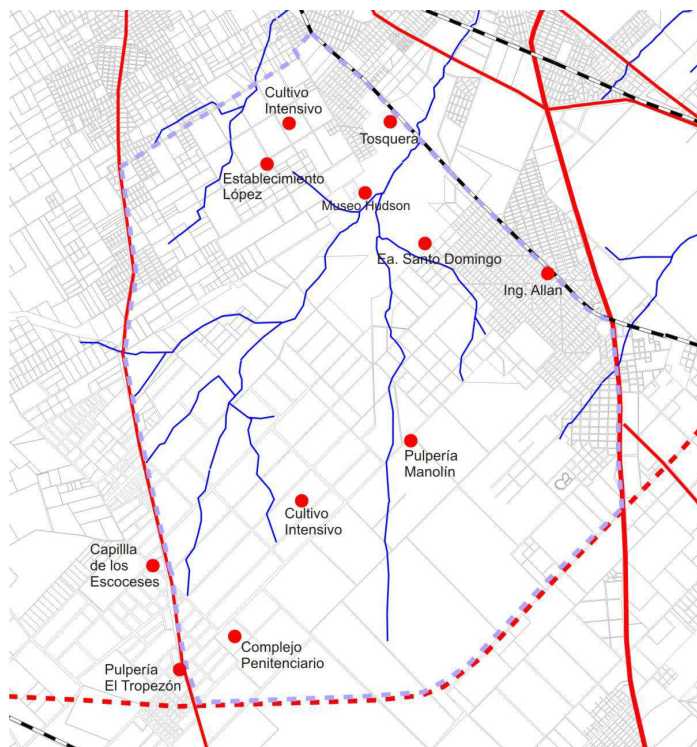 Cultivo
Intensivo
Tosquera
Establecimiento
López
Museo Hudson
Ea. Santo Domingo
Ing. Allan
Pulpería
Manolín
Cultivo
Intensivo
Capillla
de los
Escoceses
Complejo
Penitenciario
Pulpería
El Tropezón